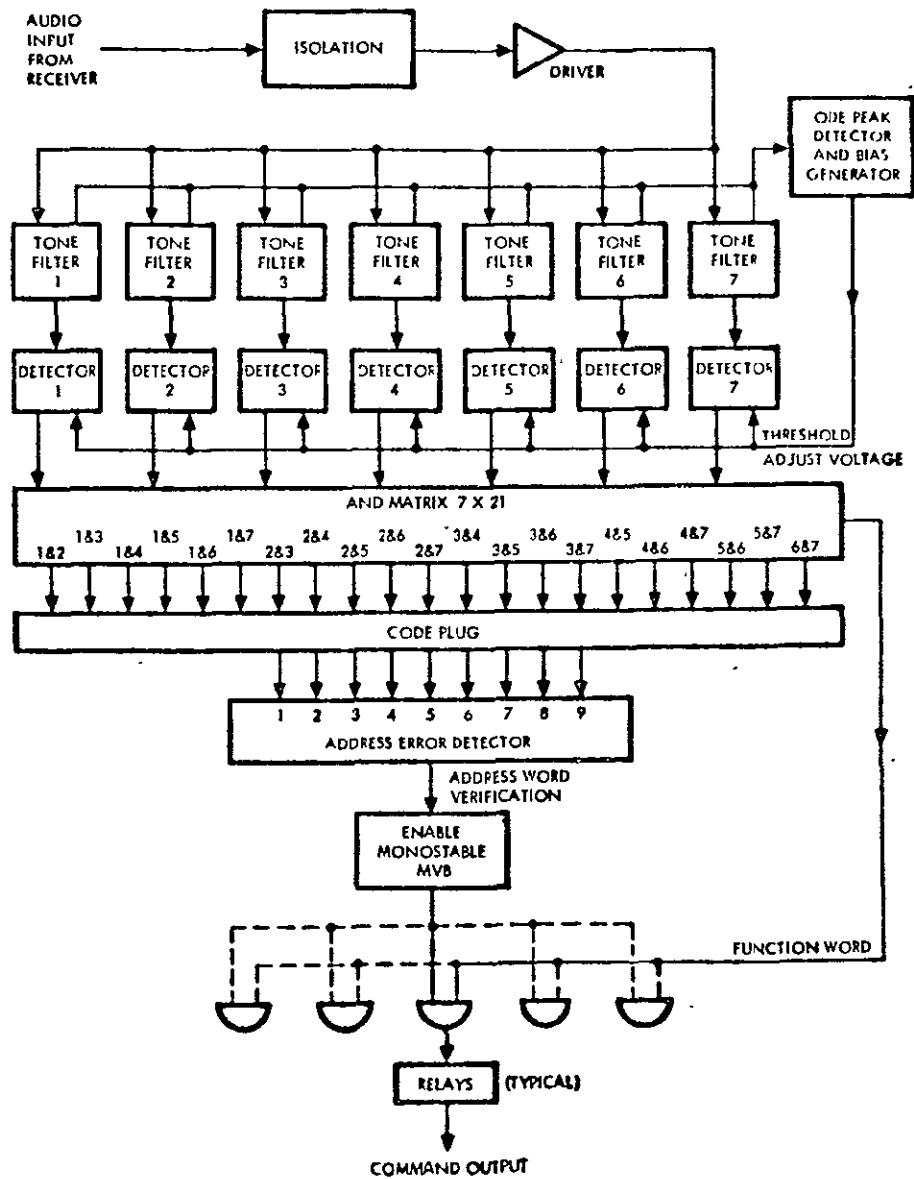 AUDIO
INPUT
FROM
RECEIVER
ISOLATION
DRIVER
ODE PEAK
DETECTOR
AND BIAS
GENERATOR
TONE
FILTER
1
TONE
FILTER
2
TONE
FILTER
3
TONE
FILTER
4
TONE
FILTER
5
TONE
FILTER
6
TONE
FILTER
7
DETECTOR
1
DETECTOR
2
DETECTOR
3
DETECTOR
4
DETECTOR
5
DETECTOR
6
DETECTOR
7
THRESHOLD
ADJUST VOLTAGE
AND MATRIX 7 X 21
1&2 1&3 1&4 1&5 1&6 1&7 2&3 2&4 2&5 2&6 2&7 3&4 3&5 3&6 3&7 4&5 4&6 4&7 5&6 5&7 6&7
CODE PLUG
1 2 3 4 5 6 7 8 9
ADDRESS ERROR DETECTOR
ADDRESS WORD
VERIFICATION
ENABLE
MONOSTABLE
MVB
FUNCTION WORD
RELAYS (TYPICAL)
COMMAND OUTPUT